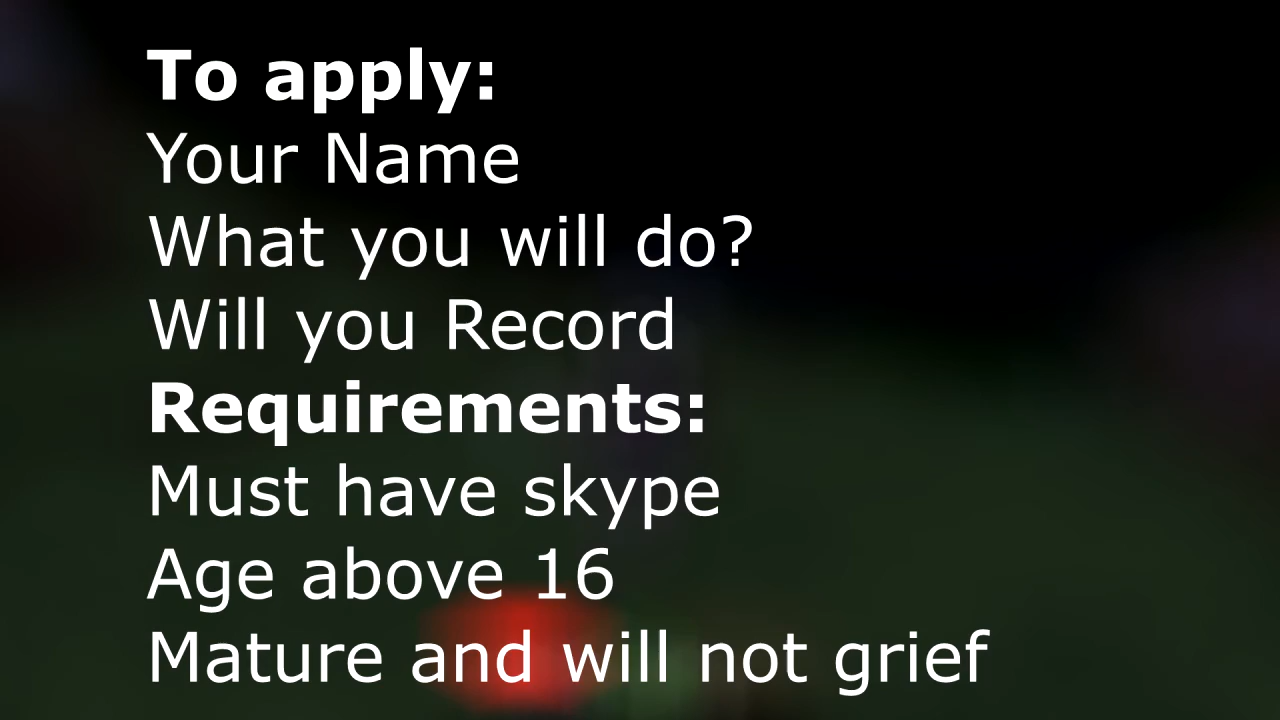 To apply:
Your Name
What you will do?
Will you Record
Requirements:
Must have skype
Age above 16
Mature and will not grief